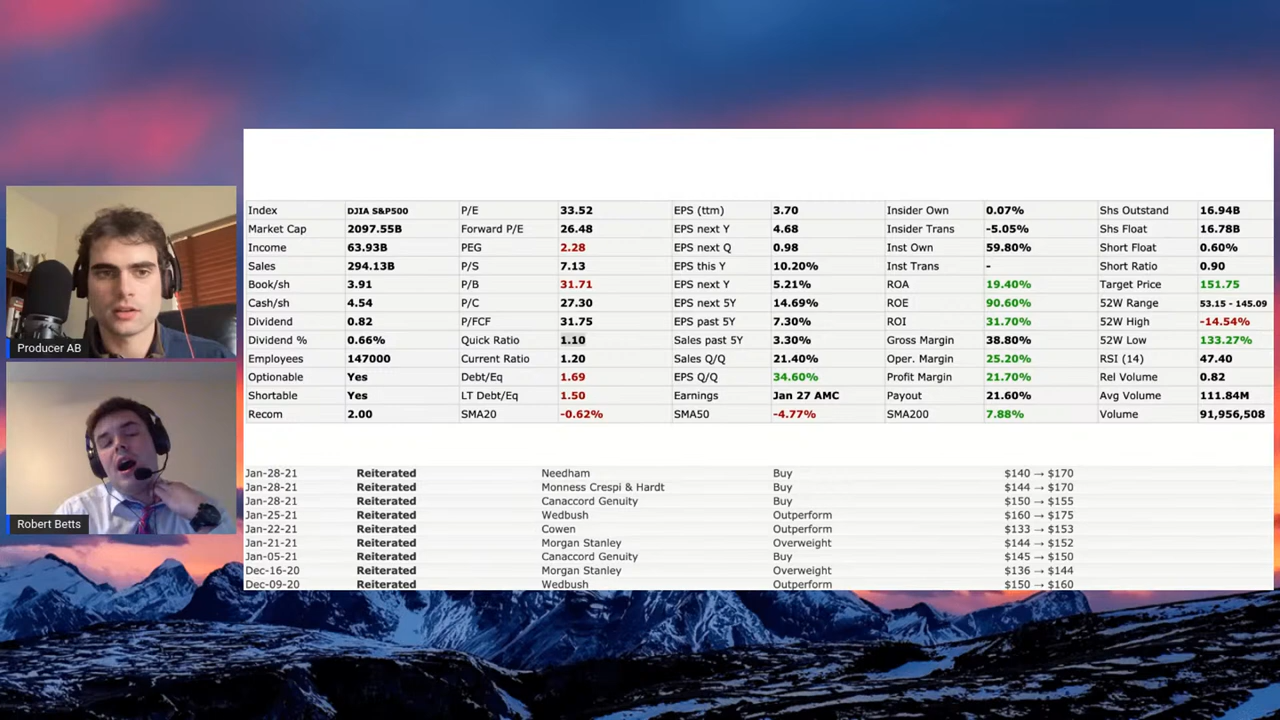 Index DJIA S&P500 P/E 33.52 EPS (ttm) 3.70 Insider Own 0.07% Shs Outstand 16.94B
Market Cap 2097.55B Forward P/E 26.48 EPS next Y 4.68 Insider Trans -5.05% Shs Float 16.78B
Income 63.93B PEG 2.28 EPS next Q 0.98 Inst Own 59.80% Short Float 0.60%
Sales 294.13B P/S 7.13 EPS this Y 10.20% Inst Trans - Short Ratio 0.90
Book/sh 3.91 P/B 31.71 EPS next Y 5.21% ROA 19.40% Target Price 151.75
Cash/sh 4.54 P/C 27.30 EPS next 5Y 14.69% ROE 90.60% 52W Range 53.15 - 145.09
Dividend 0.82 P/FCF 31.75 EPS past 5Y 7.30% ROI 31.70% 52W High -14.54%
Dividend % 0.66% Quick Ratio 1.10 Sales past 5Y 3.30% Gross Margin 38.80% 52W Low 133.27%
Employees 147000 Current Ratio 1.20 Sales Q/Q 21.40% Oper. Margin 25.20% RSI (14) 47.40
Optionable Yes Debt/Eq 1.69 EPS Q/Q 34.60% Profit Margin 21.70% Rel Volume 0.82
Shortable Yes LT Debt/Eq 1.50 Earnings Jan 27 AMC Payout 21.60% Avg Volume 111.84M
Recom 2.00 SMA20 -0.62% SMA50 -4.77% SMA200 7.88% Volume 91,956,508
Producer AB
Robert Betts
Jan-28-21 Reiterated Needham Buy $140 → $170
Jan-28-21 Reiterated Monness Crespi & Hardt Buy $144 → $170
Jan-28-21 Reiterated Canaccord Genuity Buy $150 → $155
Jan-25-21 Reiterated Wedbush Outperform $160 → $175
Jan-22-21 Reiterated Cowen Outperform $133 → $153
Jan-21-21 Reiterated Morgan Stanley Overweight $144 → $152
Jan-05-21 Reiterated Canaccord Genuity Buy $145 → $150
Dec-16-20 Reiterated Morgan Stanley Overweight $136 → $144
Dec-09-20 Reiterated Wedbush Outperform $150 → $160